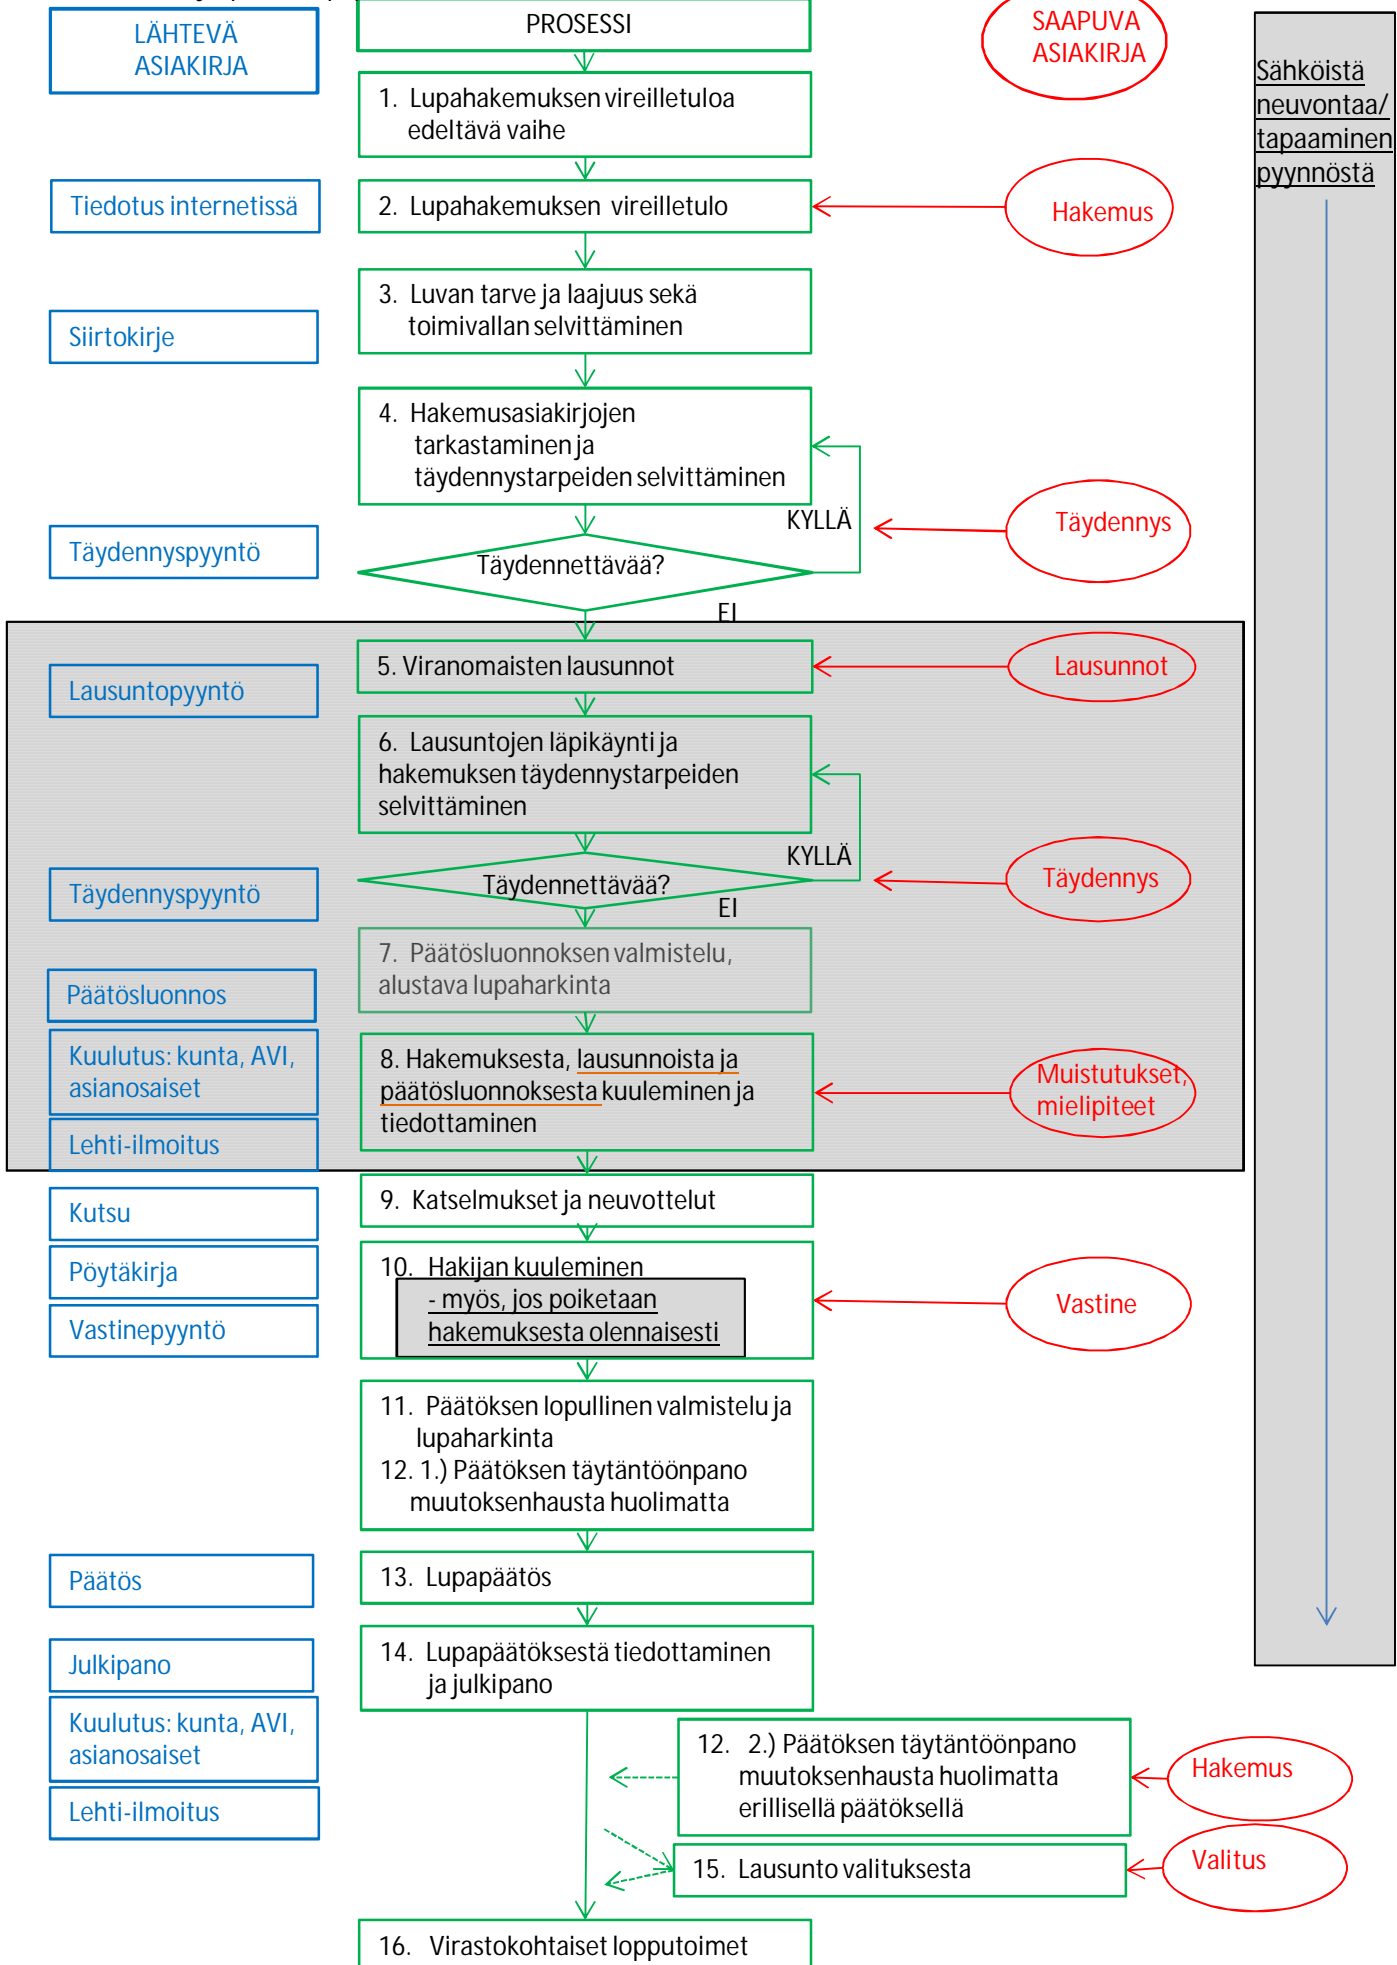 LÄHTEVÄ
ASIAKIRJA
PROSESSI
SAAPUVA
ASIAKIRJA
Sähköistä
neuvontaa/
tapaaminen
pyynnöstä
1. Lupahakemuksen vireilletuloa
edeltävä vaihe
Tiedotus internetissä
2. Lupahakemuksen vireilletulo
Hakemus
3. Luvan tarve ja laajuus sekä
toimivallan selvittäminen
Siirtokirje
4. Hakemusasiakirjojen
tarkastaminen ja
täydennystarpeiden selvittäminen
KYLLÄ
Täydennys
Täydennyspyyntö
Täydennettävää?
EI
5. Viranomaisten lausunnot
Lausunnot
Lausuntopyyntö
6. Lausuntojen läpikäynti ja
hakemuksen täydennystarpeiden
selvittäminen
KYLLÄ
Täydennys
Täydennyspyyntö
Täydennettävää?
EI
7. Päätösluonnoksen valmistelu,
alustava lupaharkinta
Päätösluonnos
Kuulutus: kunta, AVI,
asianosaiset
8. Hakemuksesta, lausunnoista ja
päätösluonnoksesta kuuleminen ja
tiedottaminen
Muistutukset,
mielipiteet
Lehti-ilmoitus
9. Katselmukset ja neuvottelut
Kutsu
Pöytäkirja
10. Hakijan kuuleminen
- myös, jos poiketaan
hakemuksesta olennaisesti
Vastine
Vastinepyyntö
11. Päätöksen lopullinen valmistelu ja
lupaharkinta
12. 1.) Päätöksen täytäntöönpano
muutoksenhausta huolimatta
Päätös
13. Lupapäätös
Julkipano
14. Lupapäätöksestä tiedottaminen
ja julkipano
Kuulutus: kunta, AVI,
asianosaiset
12. 2.) Päätöksen täytäntöönpano
muutoksenhausta huolimatta
erillisellä päätöksellä
Hakemus
Lehti-ilmoitus
15. Lausunto valituksesta
Valitus
16. Virastokohtaiset lopputoimet